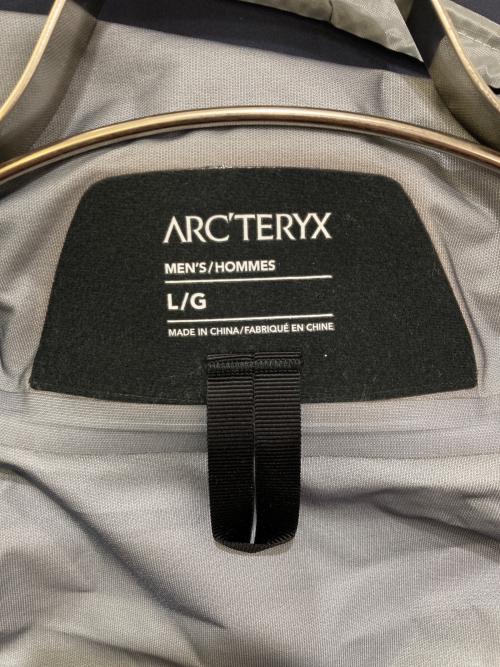 ARC'TERYX
MEN'S/HOMMES
L/G
MADE IN CHINA/FABRIQUÉ EN CHINE